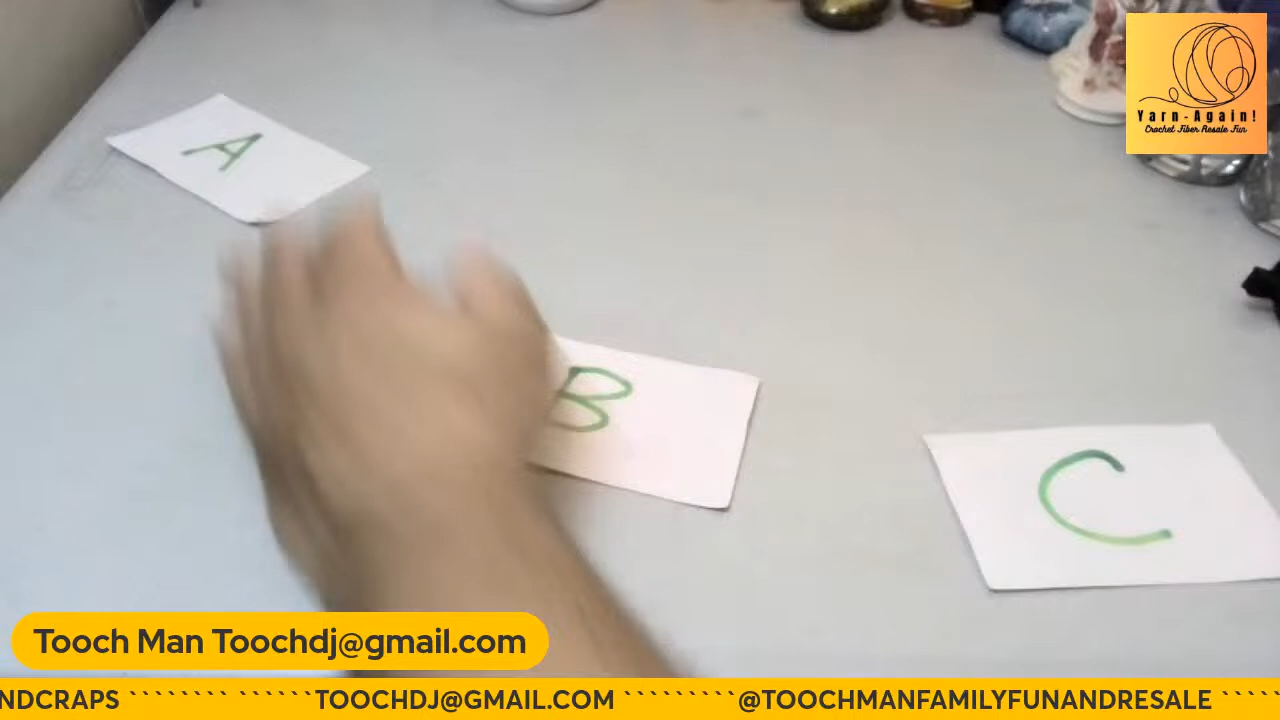 A
Yarn-Again!
Crochet Fiber Resale Fun
B
C
Tooch Man Toochdj@gmail.com
NDCRAPS ```````` ``````TOOCHDJ@GMAIL.COM `````````@TOOCHMANFAMILYFUNANDRESALE `````